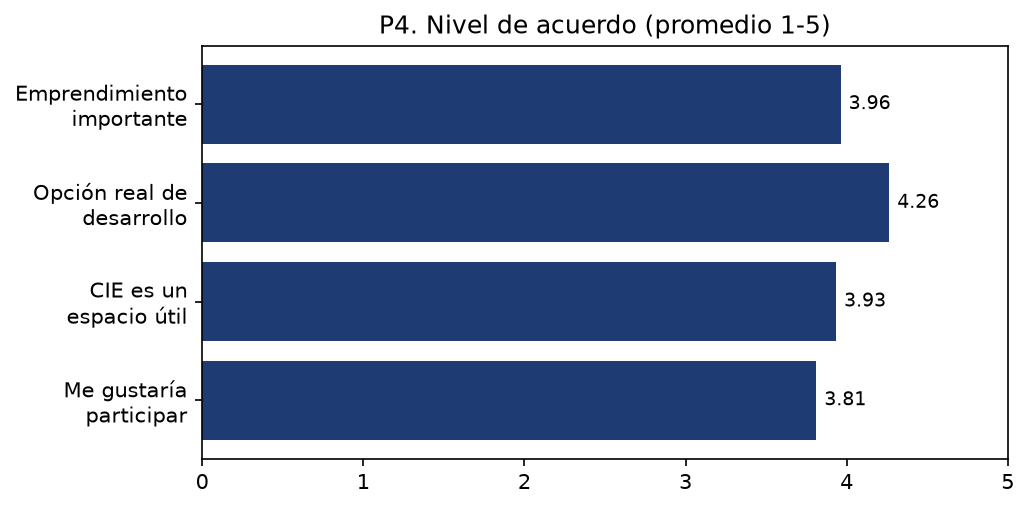 P4. Nivel de acuerdo (promedio 1-5)
Emprendimiento
importante
3.96
Opción real de
desarrollo
4.26
CIE es un
espacio útil
3.93
Me gustaría
participar
3.81
0 1 2 3 4 5